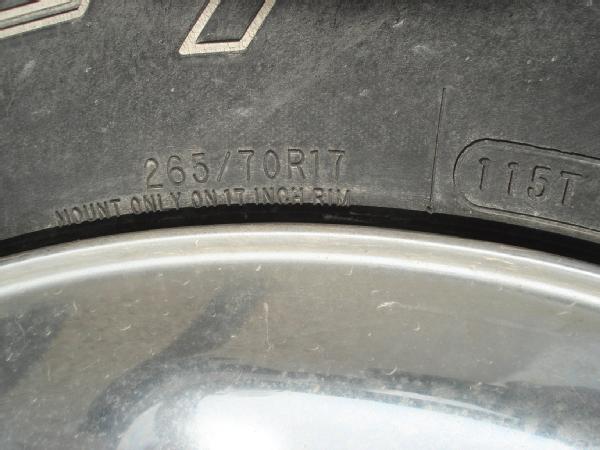 265/70R17
MOUNT ONLY ON 17 INCH RIM
115T